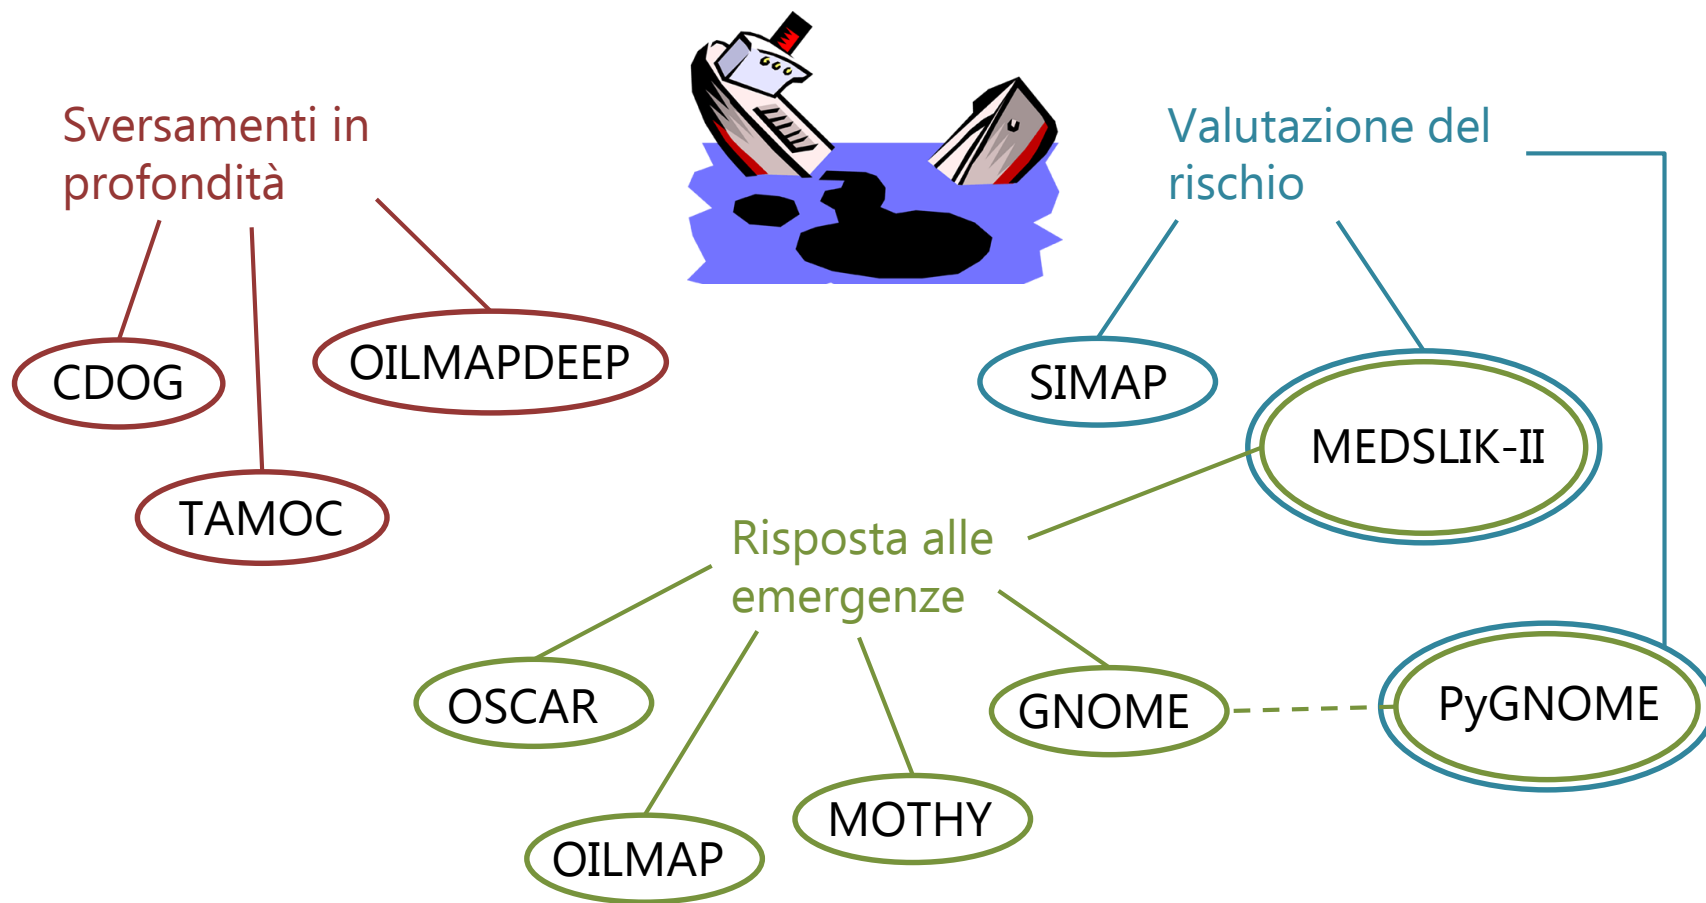 Sversamenti in
profondità
CDOG
OILMAPDEEP
TAMOC
Valutazione del
rischio
SIMAP
MEDSLIK-II
Risposta alle
emergenze
OSCAR
OILMAP
MOTHY
GNOME
PyGNOME